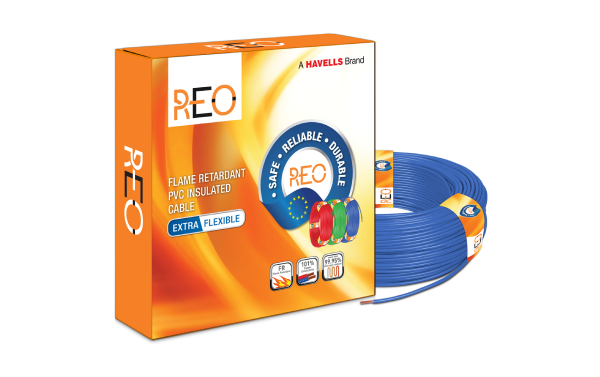 A HAVELLS Brand
REO
REO
FLAME RETARDANT
PVC INSULATED
CABLE
EXTRA FLEXIBLE
• SAFE • RELIABLE • DURABLE
REO
FR
101%
99.95%